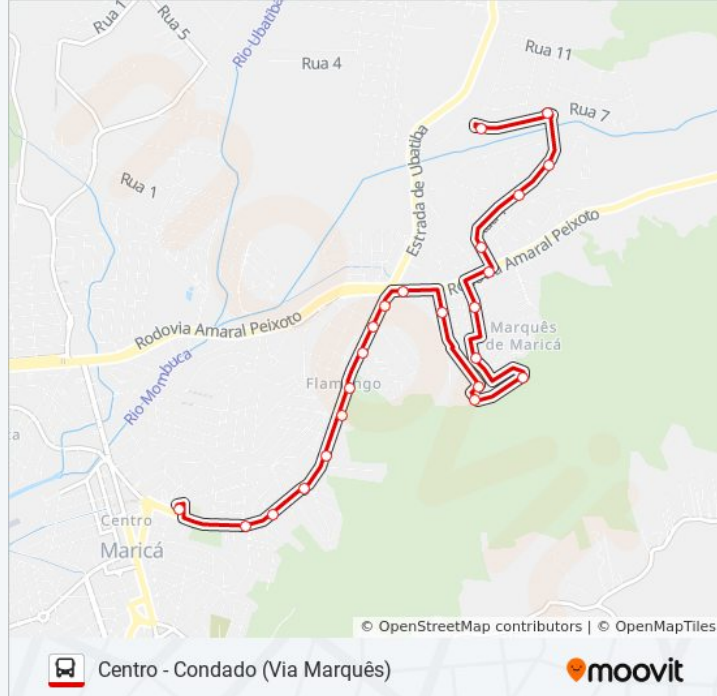 Rua 1
Rua 5
Rio Ubatiba
Rua 4
Rua 11
Rua 7
Estrada de Ubatiba
Rua 1
Rodovia Amaral Peixoto
Rodovia Amaral Peixoto
Marquês
de Maricá
Rio Mombuca
Flamengo
Centro
Maricá
© OpenStreetMap contributors | © OpenMapTiles
Centro - Condado (Via Marquês)
moovit